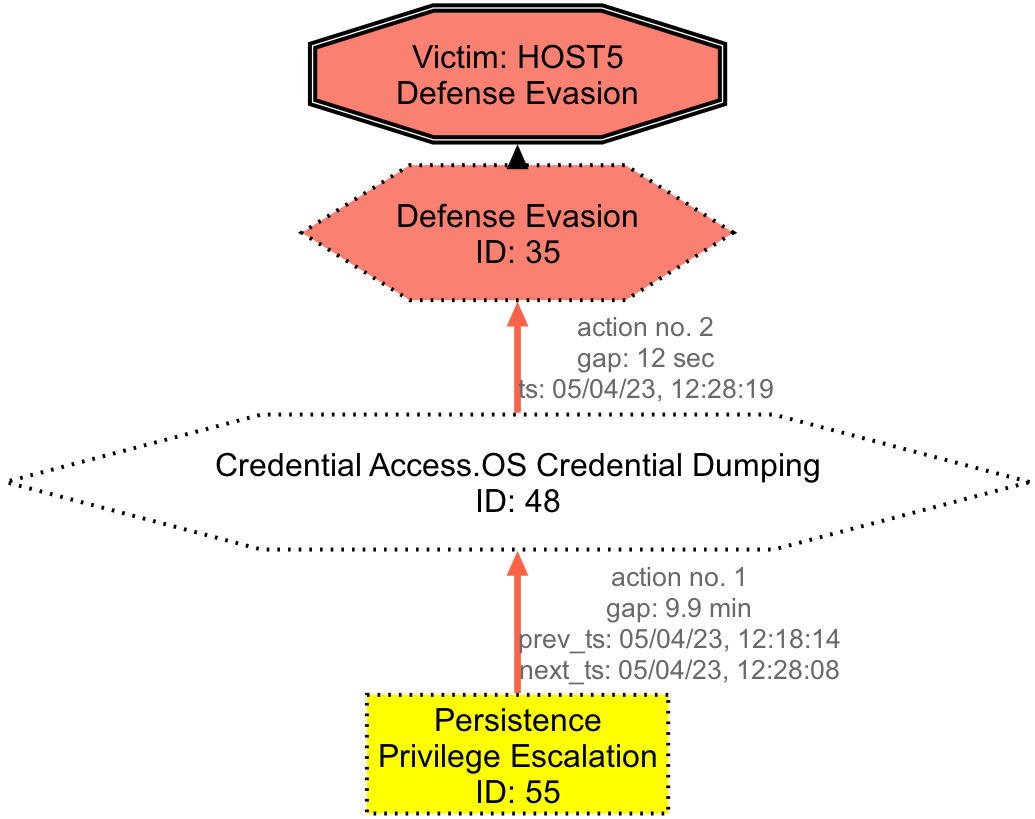 Victim: HOST5
Defense Evasion
Defense Evasion
ID: 35
action no. 2
gap: 12 sec
ts: 05/04/23, 12:28:19
Credential Access.OS Credential Dumping
ID: 48
action no. 1
gap: 9.9 min
prev_ts: 05/04/23, 12:18:14
next_ts: 05/04/23, 12:28:08
Persistence
Privilege Escalation
ID: 55